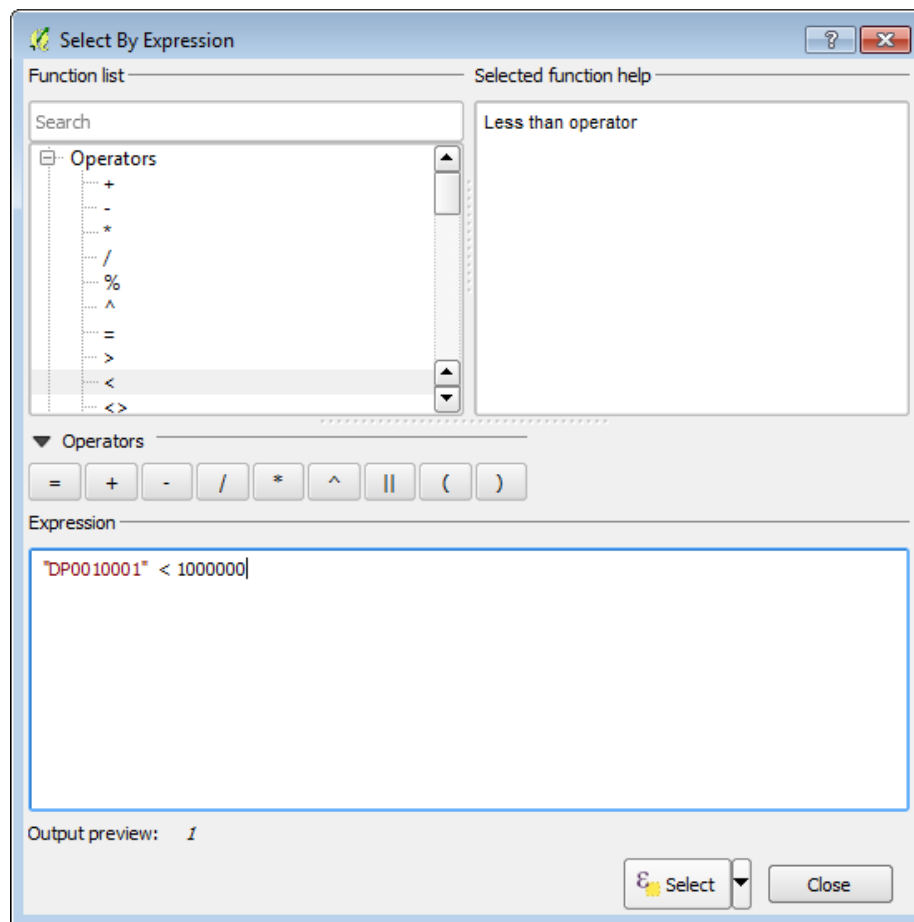 Select By Expression
?
Function list
Selected function help
Search
Less than operator
Operators
+
-
*
/
%
^
=
>
<
<>
Operators
= + - / * ^ || ( )
Expression
"DP0010001" < 1000000
Output preview: 1
ε Select
Close